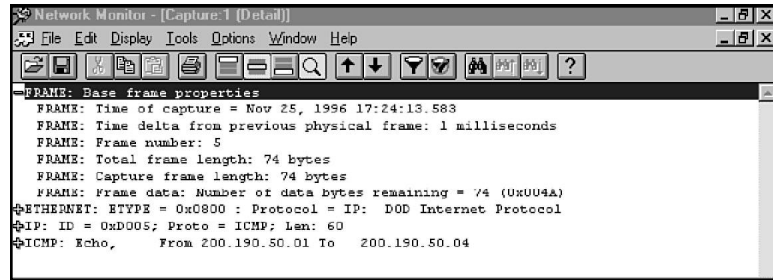 Network Monitor - [Capture:1 (Detail)]
File Edit Display Tools Options Window Help
FRAME: Base frame properties
FRAME: Time of capture = Nov 25, 1996 17:24:13.583
FRAME: Time delta from previous physical frame: 1 milliseconds
FRAME: Frame number: 5
FRAME: Total frame length: 74 bytes
FRAME: Capture frame length: 74 bytes
FRAME: Frame data: Number of data bytes remaining = 74 (0x004A)
ETHERNET: ETYPE = 0x0800 : Protocol = IP: DOD Internet Protocol
IP: ID = 0xD005; Proto = ICMP; Len: 60
ICMP: Echo, From 200.190.50.01 To 200.190.50.04